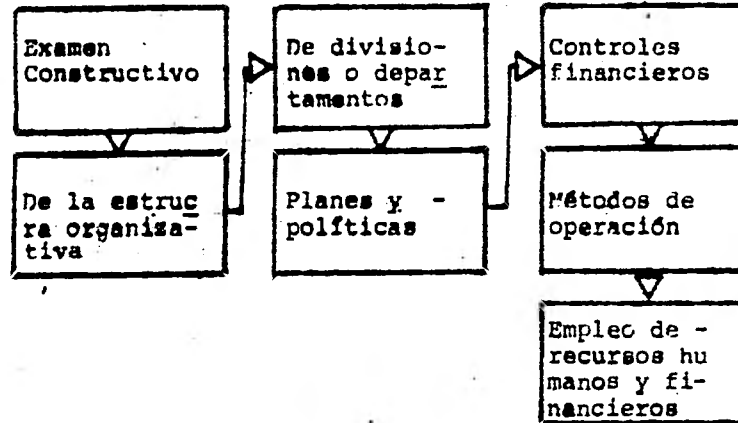 Examen
Constructivo
De la estruc
ra organiza-
tiva
De divisio-
nes o depar
tamentos
Planes y -
políticas
Controles
financieros
Métodos de
operación
Empleo de -
recursos hu
manos y fi-
nancieros